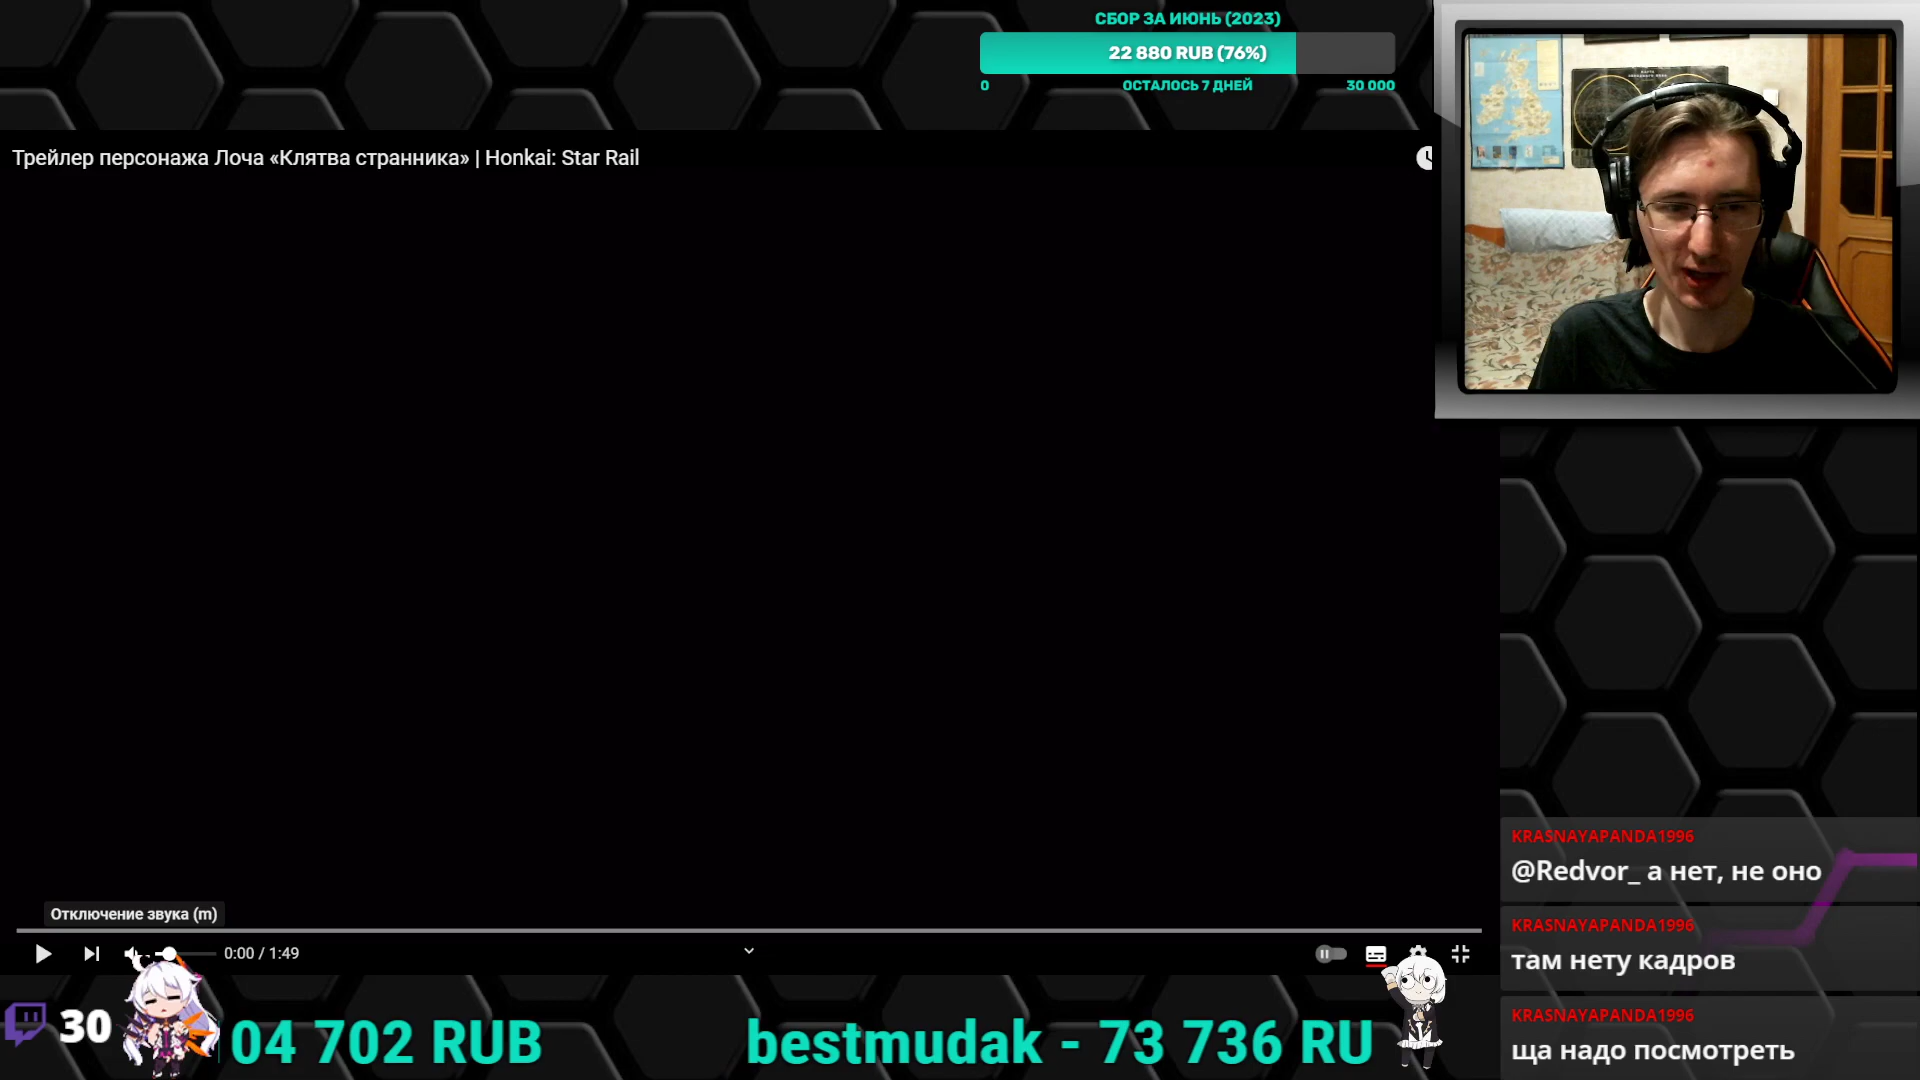 СБОР ЗА ИЮНЬ (2023)
22 880 RUB (76%)
0
ОСТАЛОСЬ 7 ДНЕЙ
30 000
Трейлер персонажа Лоча «Клятва странника» | Honkai: Star Rail
KRASNAYAPANDA1996
@Redvor_ а нет, не оно
KRASNAYAPANDA1996
там нету кадров
KRASNAYAPANDA1996
ща надо посмотреть
Отключение звука (m)
0:00 / 1:49
30
04 702 RUB
bestmudak - 73 736 RU